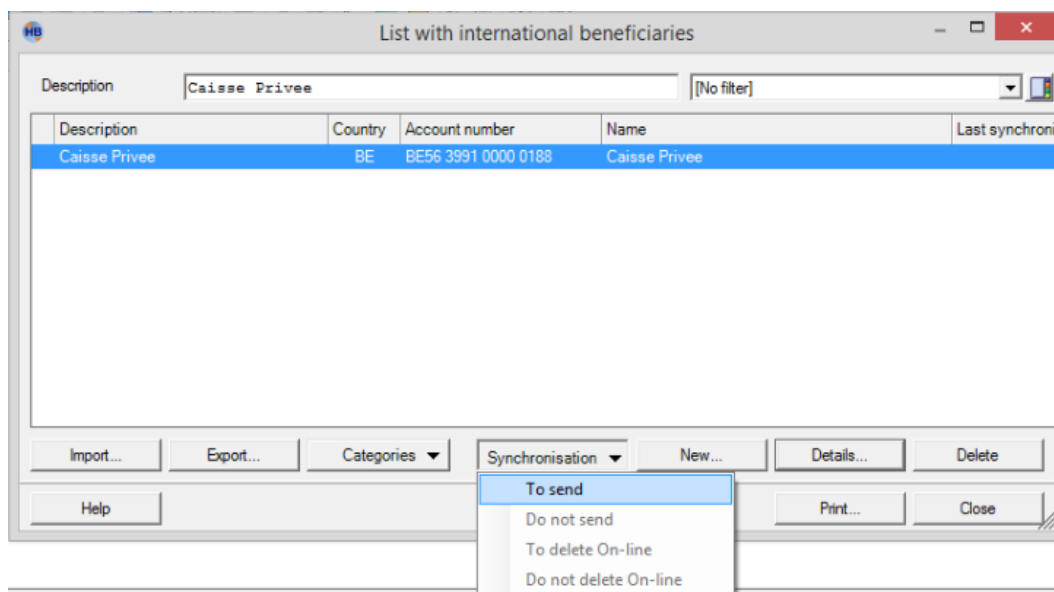 HB
List with international beneficiaries
Description Caisse Privee [No filter]
Description Country Account number Name Last synchroni
Caisse Privee BE BE56 3991 0000 0188 Caisse Privee
Import... Export... Categories Synchronisation New... Details... Delete
To send
Help Print... Close
Do not send
To delete On-line
Do not delete On-line